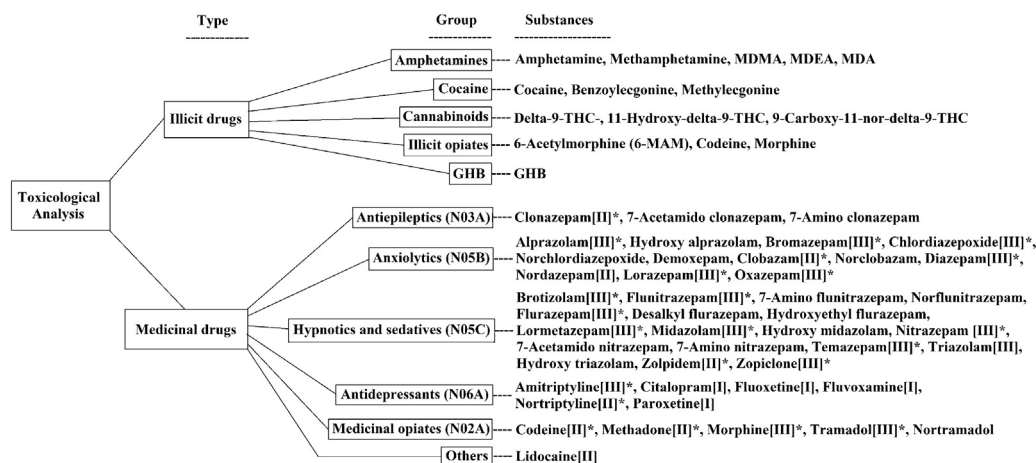 Type Group Substances
Amphetamines Amphetamine, Methamphetamine, MDMA, MDEA, MDA
Cocaine Cocaine, Benzoylecgonine, Methylecgonine
Illicit drugs
Cannabinoids Delta-9-THC-, 11-Hydroxy-delta-9-THC, 9-Carboxy-11-nor-delta-9-THC
Illicit opiates 6-Acetylmorphine (6-MAM), Codeine, Morphine
GHB GHB
Toxicological
Analysis
Antiepileptics (N03A) Clonazepam[II]*, 7-Acetamido clonazepam, 7-Amino clonazepam
Anxiolytics (N05B)
Alprazolam[III]*, Hydroxy alprazolam, Bromazepam[III]*, Chlordiazepoxide[III]*,
Norchlordiazepoxide, Demoxepam, Clobazam[II]*, Norclobazam, Diazepam[III]*,
Nordazepam[II], Lorazepam[III]*, Oxazepam[III]*
Medicinal drugs
Hypnotics and sedatives (N05C)
Brotizolam[III]*, Flunitrazepam[III]*, 7-Amino flunitrazepam, Norflunitrazepam,
Flurazepam[III]*, Desalkyl flurazepam, Hydroxyethyl flurazepam,
Lormetazepam[III]*, Midazolam[III]*, Hydroxy midazolam, Nitrazepam [III]*,
7-Acetamido nitrazepam, 7-Amino nitrazepam, Temazepam[III]*, Triazolam[III],
Hydroxy triazolam, Zolpidem[II]*, Zopiclone[III]*
Antidepressants (N06A)
Amitriptyline[III]*, Citalopram[I], Fluoxetine[I], Fluvoxamine[I],
Nortriptyline[II]*, Paroxetine[I]
Medicinal opiates (N02A) Codeine[II]*, Methadone[II]*, Morphine[III]*, Tramadol[III]*, Nortramadol
Others Lidocaine[II]